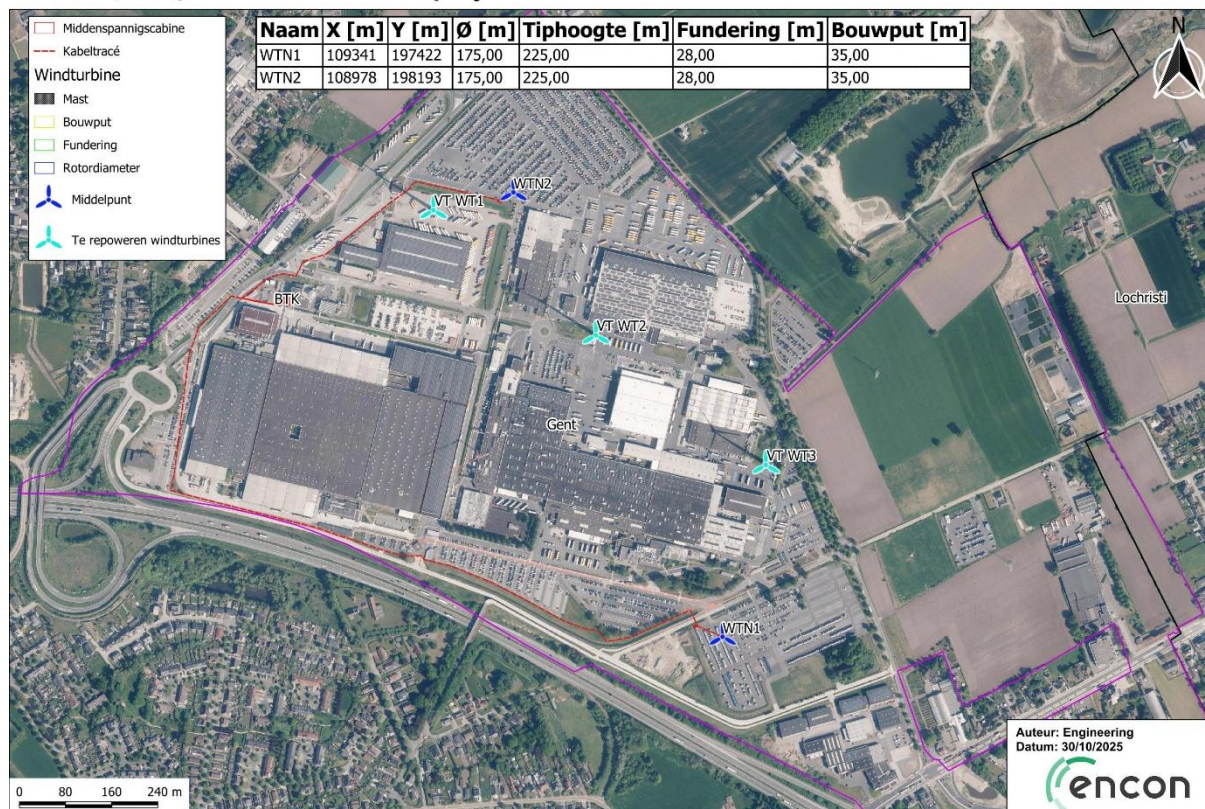 Middenspannigscabine
Kabeltracé
Windturbine
Mast
Bouwput
Fundering
Rotordiameter
Middelpunt
Te repoweren windturbines
Naam X [m] Y [m] Ø [m] Tiphoogte [m] Fundering [m] Bouwput [m]
WTN1 109341 197422 175,00 225,00 28,00 35,00
WTN2 108978 198193 175,00 225,00 28,00 35,00
N
WTN2
VT WT1
BTK
Lochristi
VT WT2
Gent
VT WT3
WTN1
Auteur: Engineering
Datum: 30/10/2025
encon
0 80 160 240 m